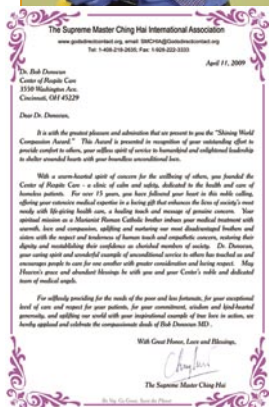 The Supreme Master Ching Hai International Association
www.godsdirectcontact.org, email: SMCHIA@Godsdirectcontact.org
Tel: 1-408-218-2635; Fax: 1-928-222-3333
April 11, 2009
Dr. Bob Donovan
Center of Respite Care
3550 Washington Ave.
Cincinnati, OH 45229
Dear Dr. Donovan,
It is with the greatest pleasure and admiration that we present to you the "Shining World
Compassion Award." This Award is presented in recognition of your outstanding effort to
provide comfort to others, your selfless spirit of service to humankind and enlightened leadership
to shelter wounded hearts with your boundless unconditional love.
With a warm-hearted spirit of concern for the wellbeing of others, you founded the
Center of Respite Care - a clinic of calm and safety, dedicated to the health and care of
homeless patients. For over 15 years, you have followed your heart in this noble calling,
offering your extensive medical expertise in a loving gift that enhances the lives of society's most
needy with life-giving health care, a healing touch and message of genuine concern. Your
spiritual mission as a Marianist Roman Catholic brother imbues your medical treatment with
warmth, love and compassion, uplifting and nurturing our most disadvantaged brothers and
sisters with the respect and tenderness of human touch and empathetic concern, restoring their
dignity and reestablishing their confidence as cherished members of society. Dr. Donovan,
your caring spirit and wonderful example of unconditional service to others has touched us and
encourages people to care for one another with greater consideration and loving respect. May
Heaven's grace and abundant blessings be with you and your Center's noble and dedicated
team of medical angels.
For selflessly providing for the needs of the poor and less fortunate, for your exceptional
level of care and respect for your patients, for your commitment, wisdom and kind-hearted
generosity, and uplifting our world with your inspirational example of true love in action, we
hereby applaud and celebrate the compassionate deeds of Bob Donovan MD.
With Great Honor, Love and Blessings,
The Supreme Master Ching Hai
Be Veg, Go Green, Save the Planet